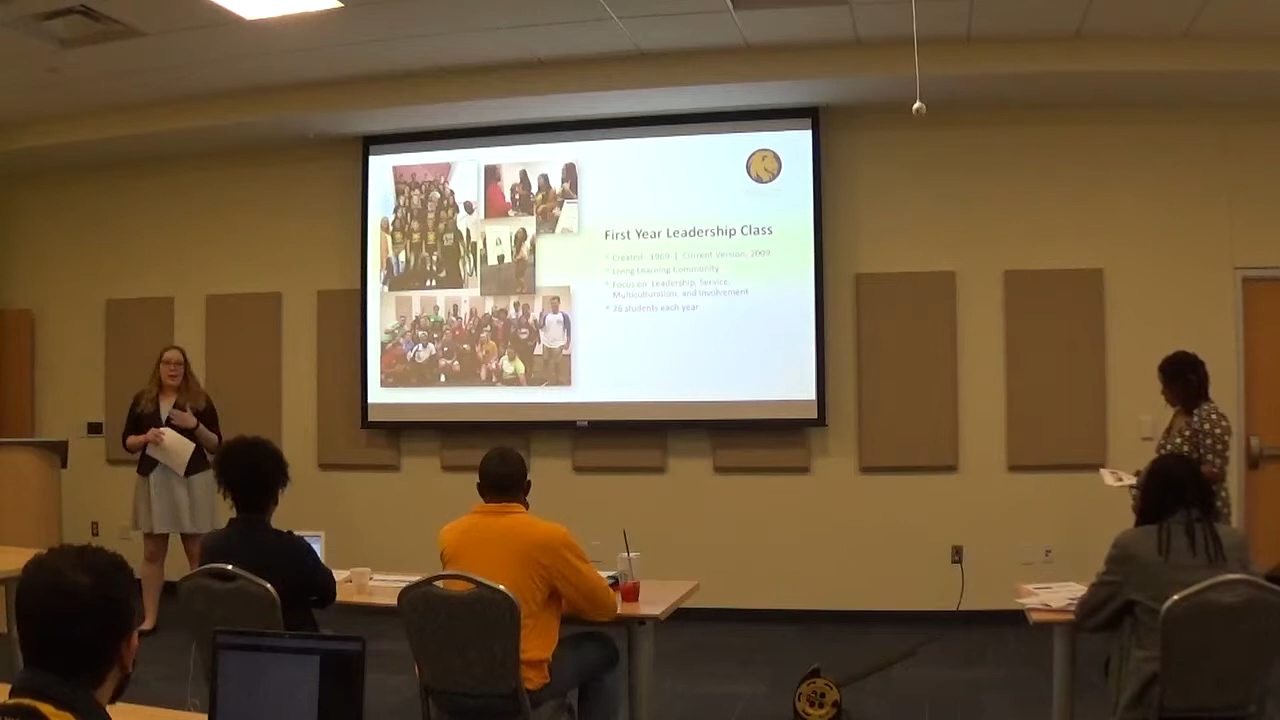 First Year Leadership Class
Created: 1969 | Current Version: 2009
Living Learning Community
Focus on: Leadership, Service,
Multiculturalism, and Involvement
26 students each year